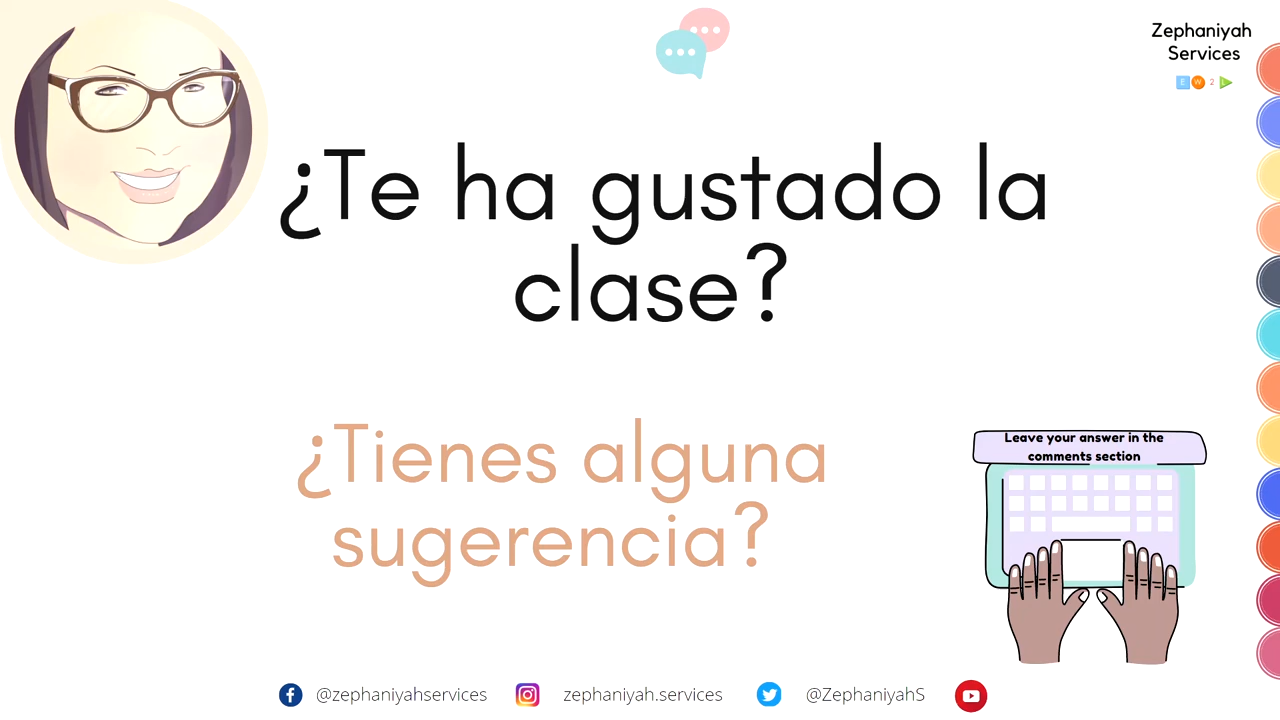 Zephaniyah
Services
E W 2 L
¿Te ha gustado la
clase?
¿Tienes alguna
sugerencia?
Leave your answer in the
comments section
@zephaniyahservices
zephaniyah.services
@ZephaniyahS